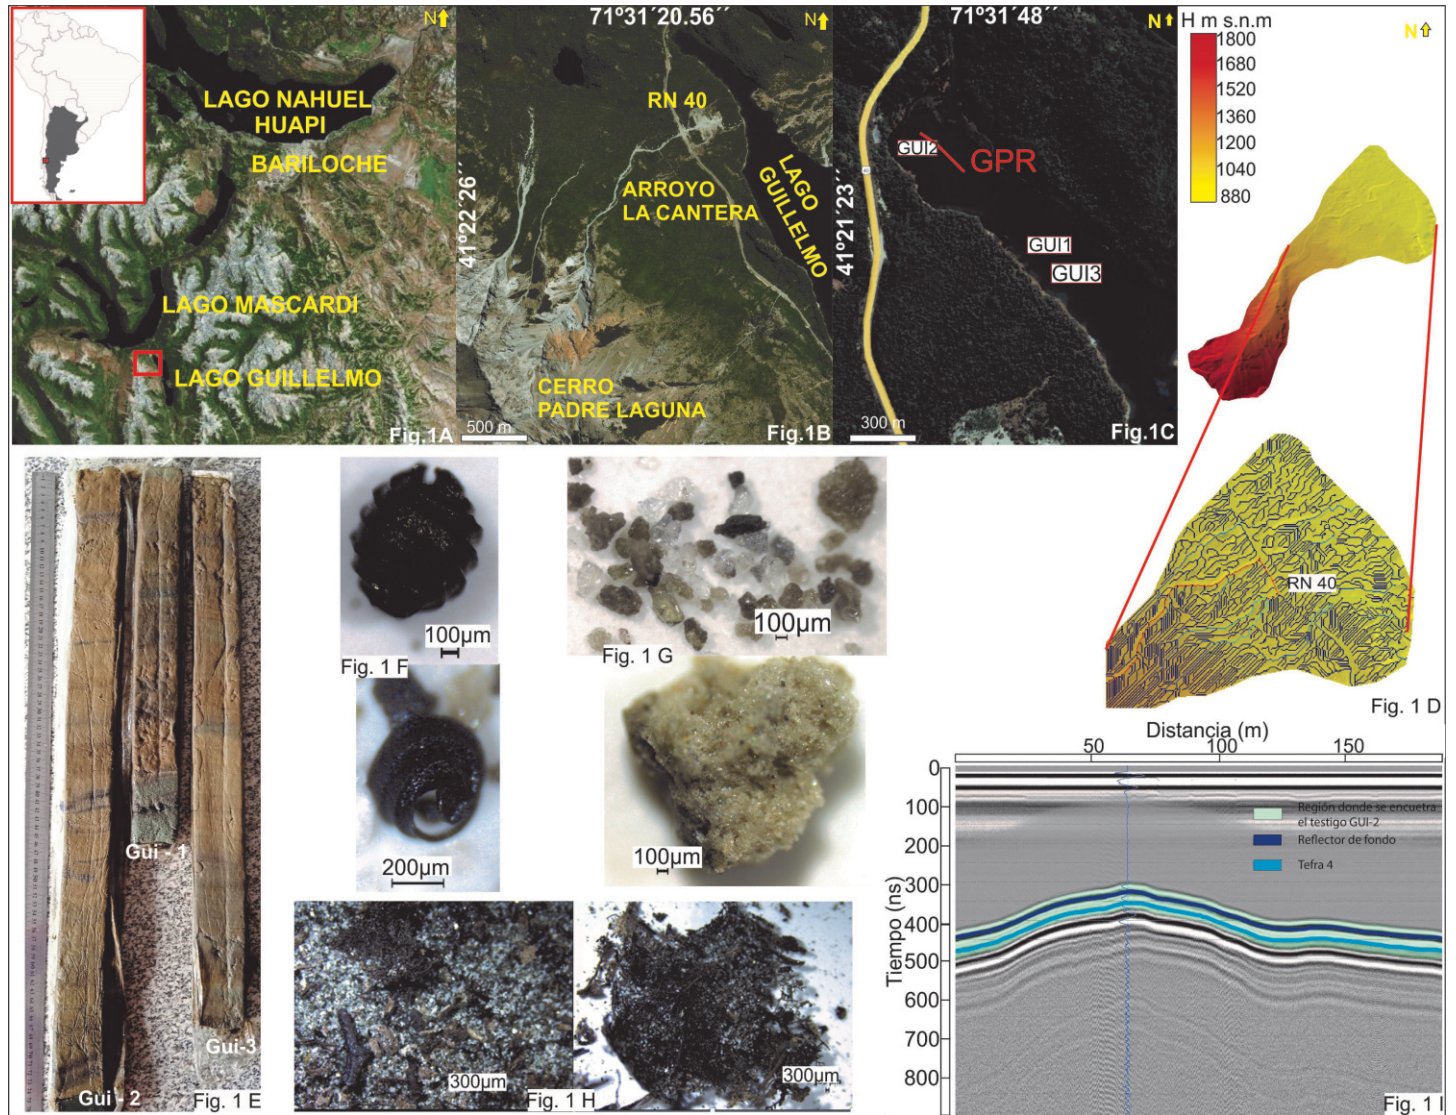 N
LAGO NAHUEL
HUAPI
BARILOCHE
LAGO MASCARDI
LAGO GUILLELMO
Fig.1A
71º31´20.56´´
N
41º22´26´´
RN 40
ARROYO
LA CANTERA
LAGO
GUILLELMO
CERRO
PADRE LAGUNA
500 m
Fig.1B
71º31´48´´
N
41º21´23´´
GUI2
GPR
GUI1
GUI3
300 m
Fig.1C
H m s.n.m
N
1800
1680
1360
1200
1040
880
RN 40
Fig. 1 D
Gui - 1
Gui-3
Gui - 2
Fig. 1 E
100µm
Fig. 1 F
200µm
100µm
Fig. 1 G
100µm
300µm
Fig. 1 H
300µm
Distancia (m)
50
100
150
Tiempo (ns)
0
100
200
300
400
500
600
700
800
Región donde se encuetra
el testigo GUI-2
Reflector de fondo
Tefra 4
Fig. 1 I